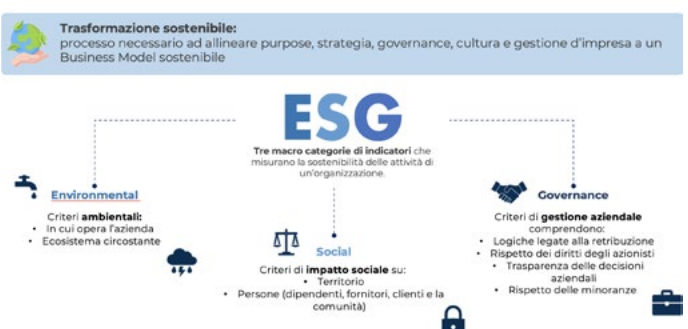 Trasformazione sostenibile:
processo necessario ad allineare purpose, strategia, governance, cultura e gestione d'impresa a un
Business Model sostenibile
ESG
Tre macro categorie di indicatori che
misurano la sostenibilità delle attività di
un'organizzazione.
Environmental
Criteri ambientali:
• In cui opera l'azienda
• Ecosistema circostante
Social
Criteri di impatto sociale su:
• Territorio
• Persone (dipendenti, fornitori, clienti e la
comunità)
Governance
Criteri di gestione aziendale
comprendono:
• Logiche legate alla retribuzione
• Rispetto dei diritti degli azionisti
• Trasparenza delle decisioni
aziendali
• Rispetto delle minoranze